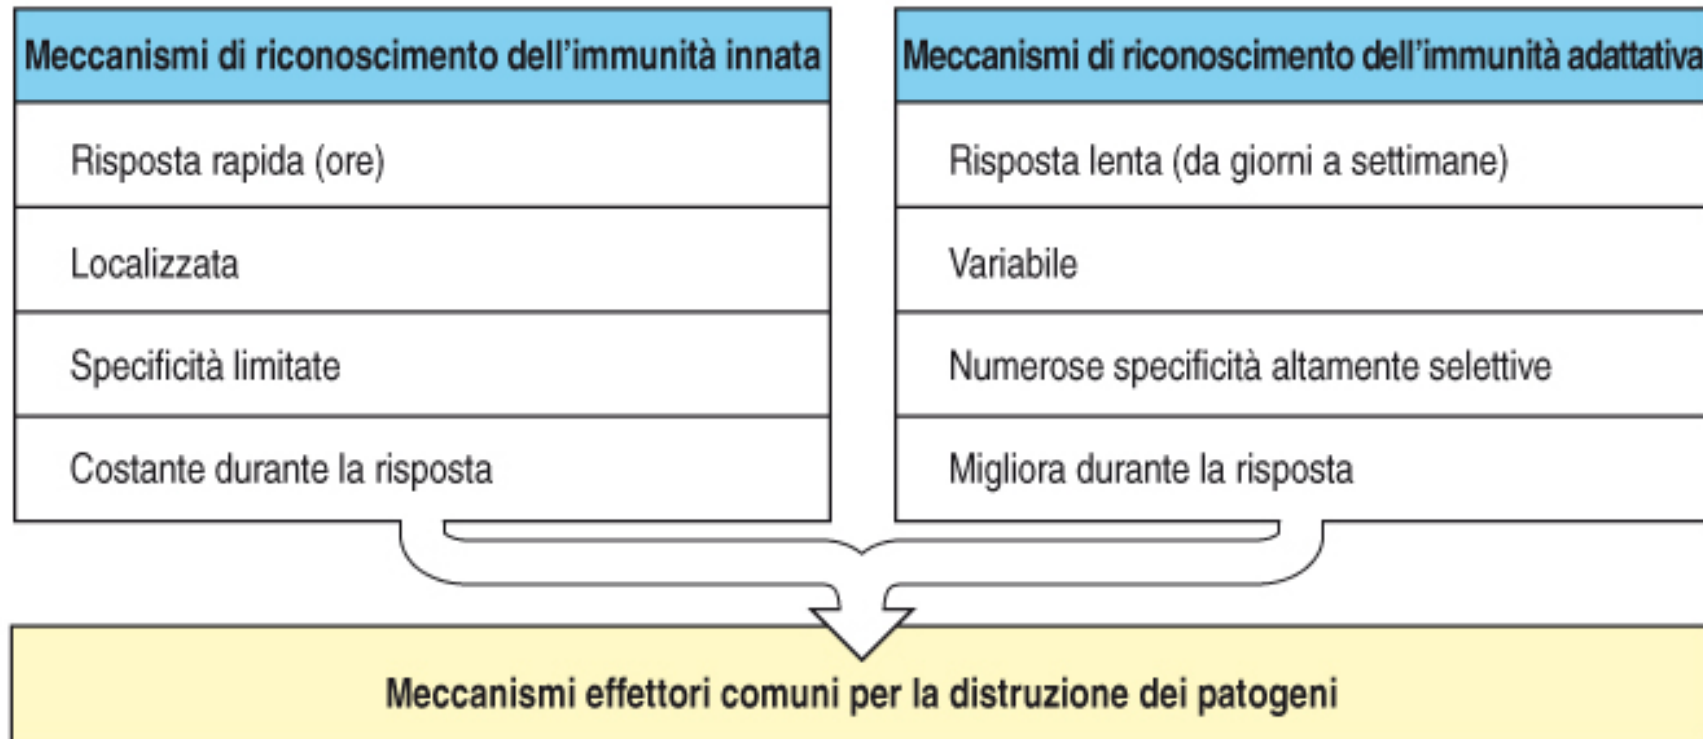 Meccanismi di riconoscimento dell'immunità innata
Risposta rapida (ore)
Localizzata
Specificità limitate
Costante durante la risposta
Meccanismi di riconoscimento dell'immunità adattativa
Risposta lenta (da giorni a settimane)
Variabile
Numerose specificità altamente selettive
Migliora durante la risposta
Meccanismi effettori comuni per la distruzione dei patogeni